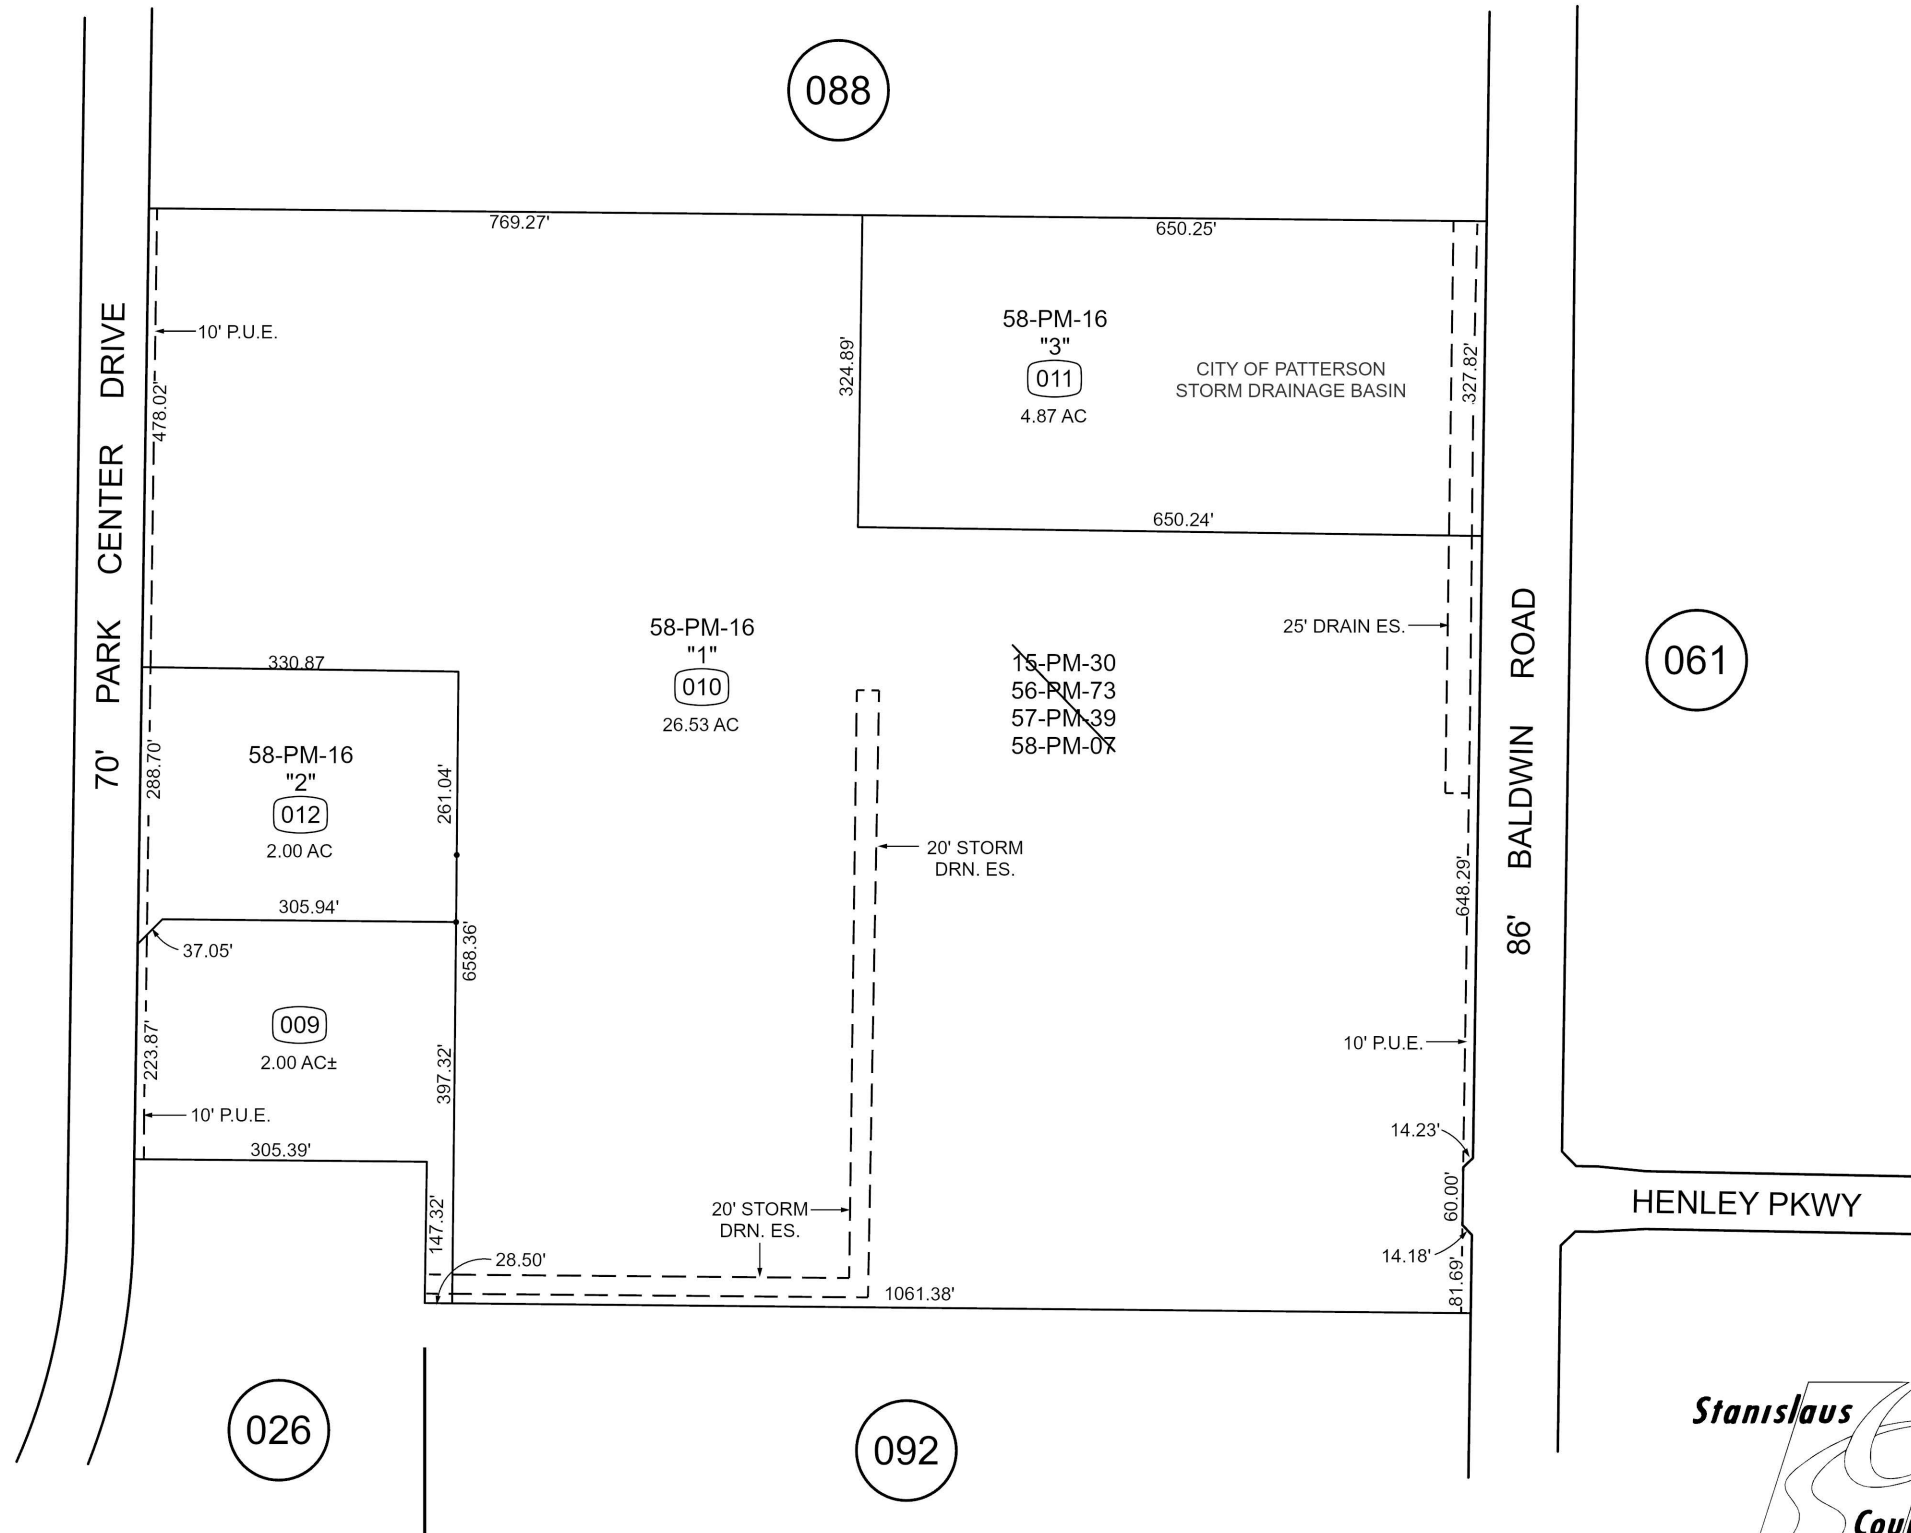 088
769.27'
650.25'
10' P.U.E.
478.02'
70' PARK CENTER DRIVE
324.89'
58-PM-16
"3"
011
4.87 AC
CITY OF PATTERSON
STORM DRAINAGE BASIN
327.82'
650.24'
58-PM-16
"1"
010
26.53 AC
15-PM-30
56-PM-73
57-PM-39
58-PM-07
25' DRAIN ES.
86' BALDWIN ROAD
061
330.87
288.70'
58-PM-16
"2"
012
2.00 AC
261.04'
20' STORM
DRN. ES.
648.29'
305.94'
37.05'
658.36'
009
2.00 AC±
223.87'
397.32'
10' P.U.E.
10' P.U.E.
305.39'
14.23'
147.32'
20' STORM
DRN. ES.
60.00'
HENLEY PKWY
28.50'
14.18'
81.69'
1061.38'
026
092
Stanislaus